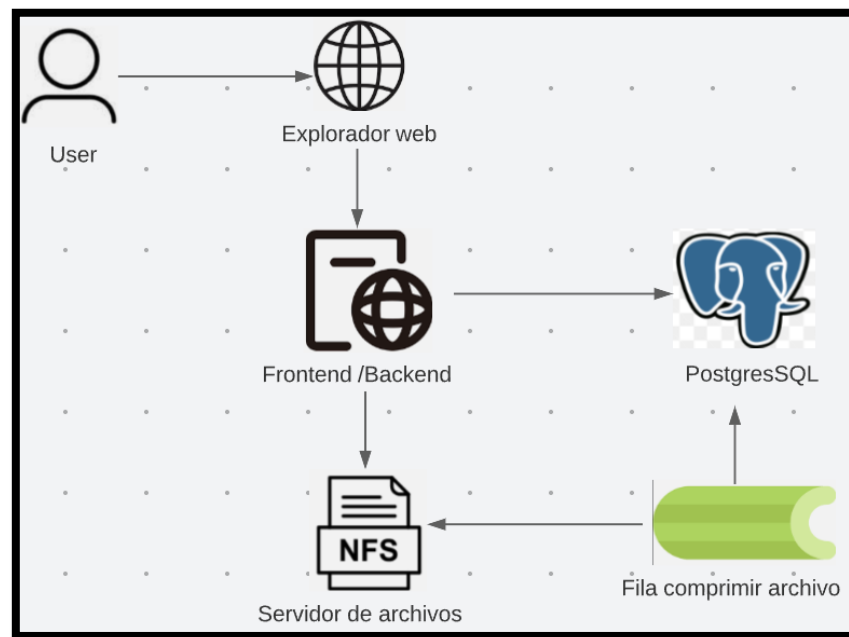 User
Explorador web
Frontend /Backend
PostgresSQL
NFS
Servidor de archivos
Fila comprimir archivo